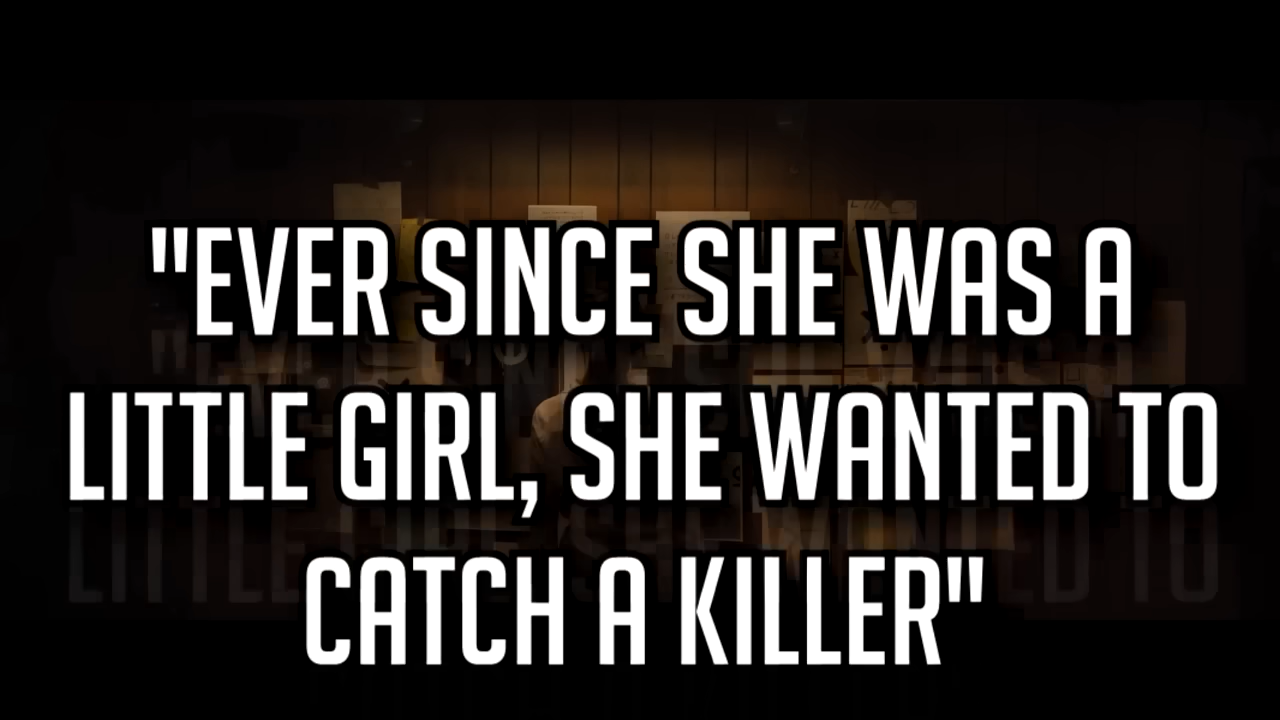 "EVER SINCE SHE WAS A
LITTLE GIRL, SHE WANTED TO
CATCH A KILLER"